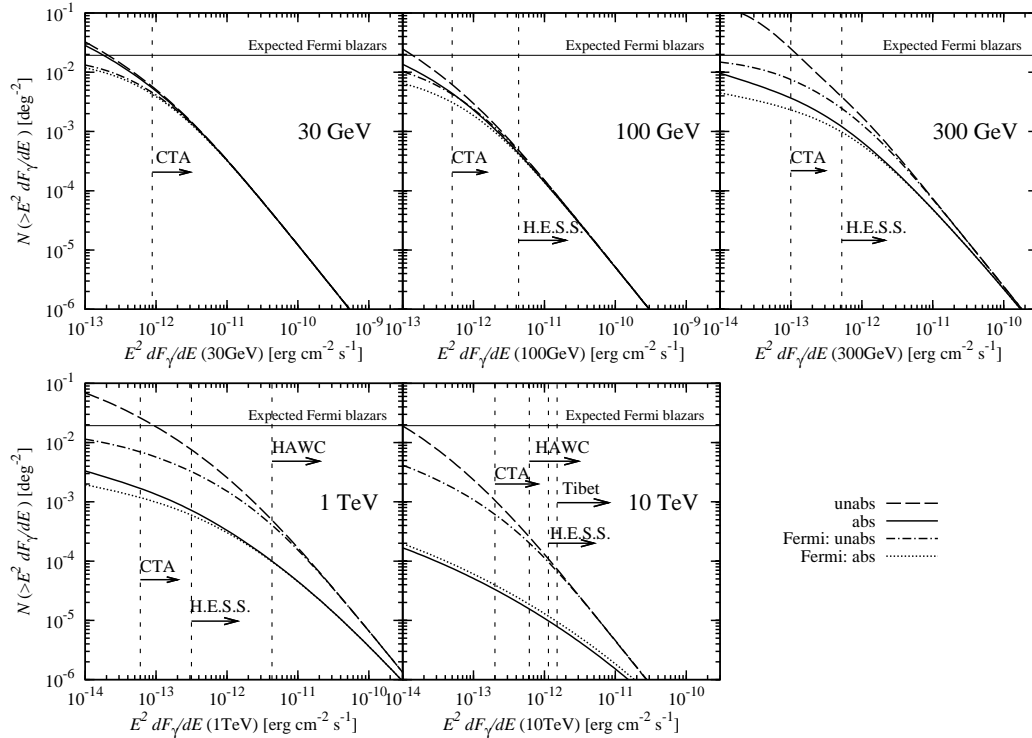 Expected Fermi blazars
Expected Fermi blazars
Expected Fermi blazars
10^-1
10^-2
10^-3
10^-4
10^-5
10^-6
N (>E^2 dF_γ/dE ) [deg^-2]
30 GeV
100 GeV
300 GeV
CTA
CTA
CTA
H.E.S.S.
H.E.S.S.
10^-13 10^-12 10^-11 10^-10 10^-9
10^-13 10^-12 10^-11 10^-10 10^-9
10^-14 10^-13 10^-12 10^-11 10^-10
E^2 dF_γ/dE (30GeV) [erg cm^-2 s^-1]
E^2 dF_γ/dE (100GeV) [erg cm^-2 s^-1]
E^2 dF_γ/dE (300GeV) [erg cm^-2 s^-1]
Expected Fermi blazars
Expected Fermi blazars
10^-1
10^-2
10^-3
10^-4
10^-5
10^-6
N (>E^2 dF_γ/dE ) [deg^-2]
HAWC
1 TeV
CTA
H.E.S.S.
HAWC
CTA
Tibet
10 TeV
H.E.S.S.
unabs
abs
Fermi: unabs
Fermi: abs
10^-14 10^-13 10^-12 10^-11 10^-10
10^-13 10^-12 10^-11 10^-10
E^2 dF_γ/dE (1TeV) [erg cm^-2 s^-1]
E^2 dF_γ/dE (10TeV) [erg cm^-2 s^-1]